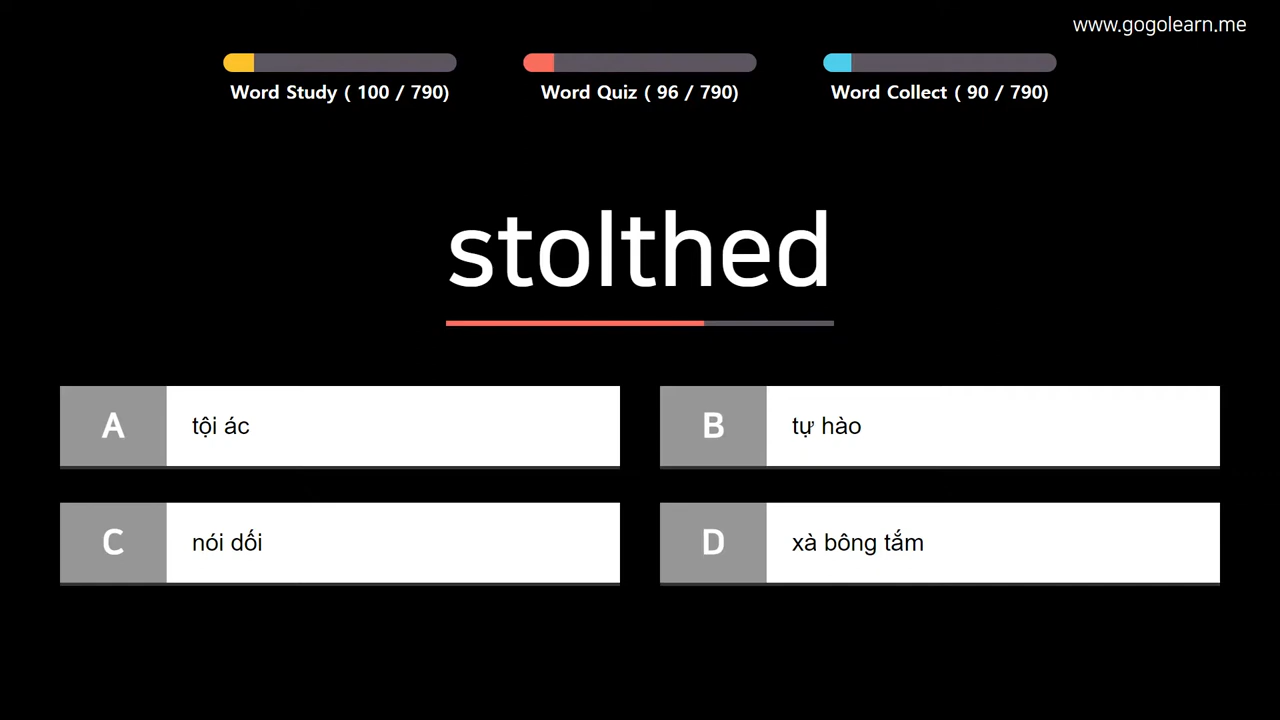 www.gogolearn.me
Word Study ( 100 / 790)
Word Quiz ( 96 / 790)
Word Collect ( 90 / 790)
stolthed
A tội ác
B tự hào
C nói dối
D xà bông tắm